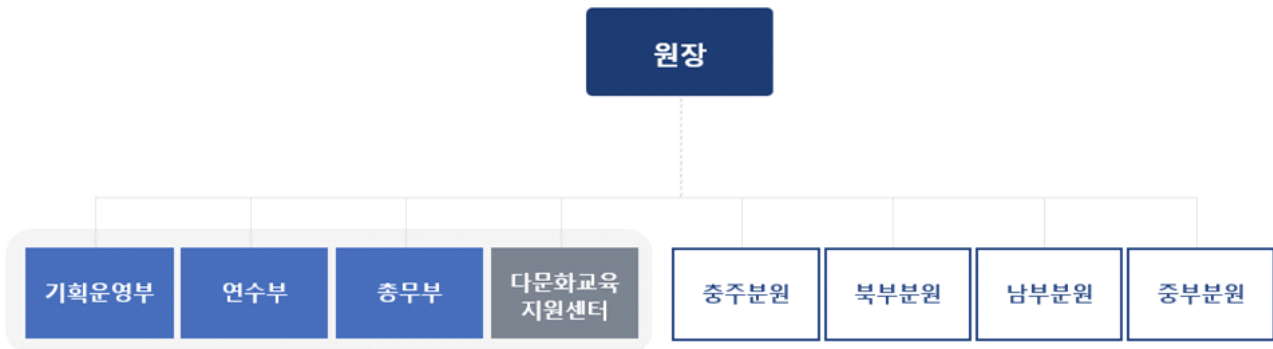 원장
기획운영부
연수부
총무부
다문화교육
지원센터
충주분원
북부분원
남부분원
중부분원